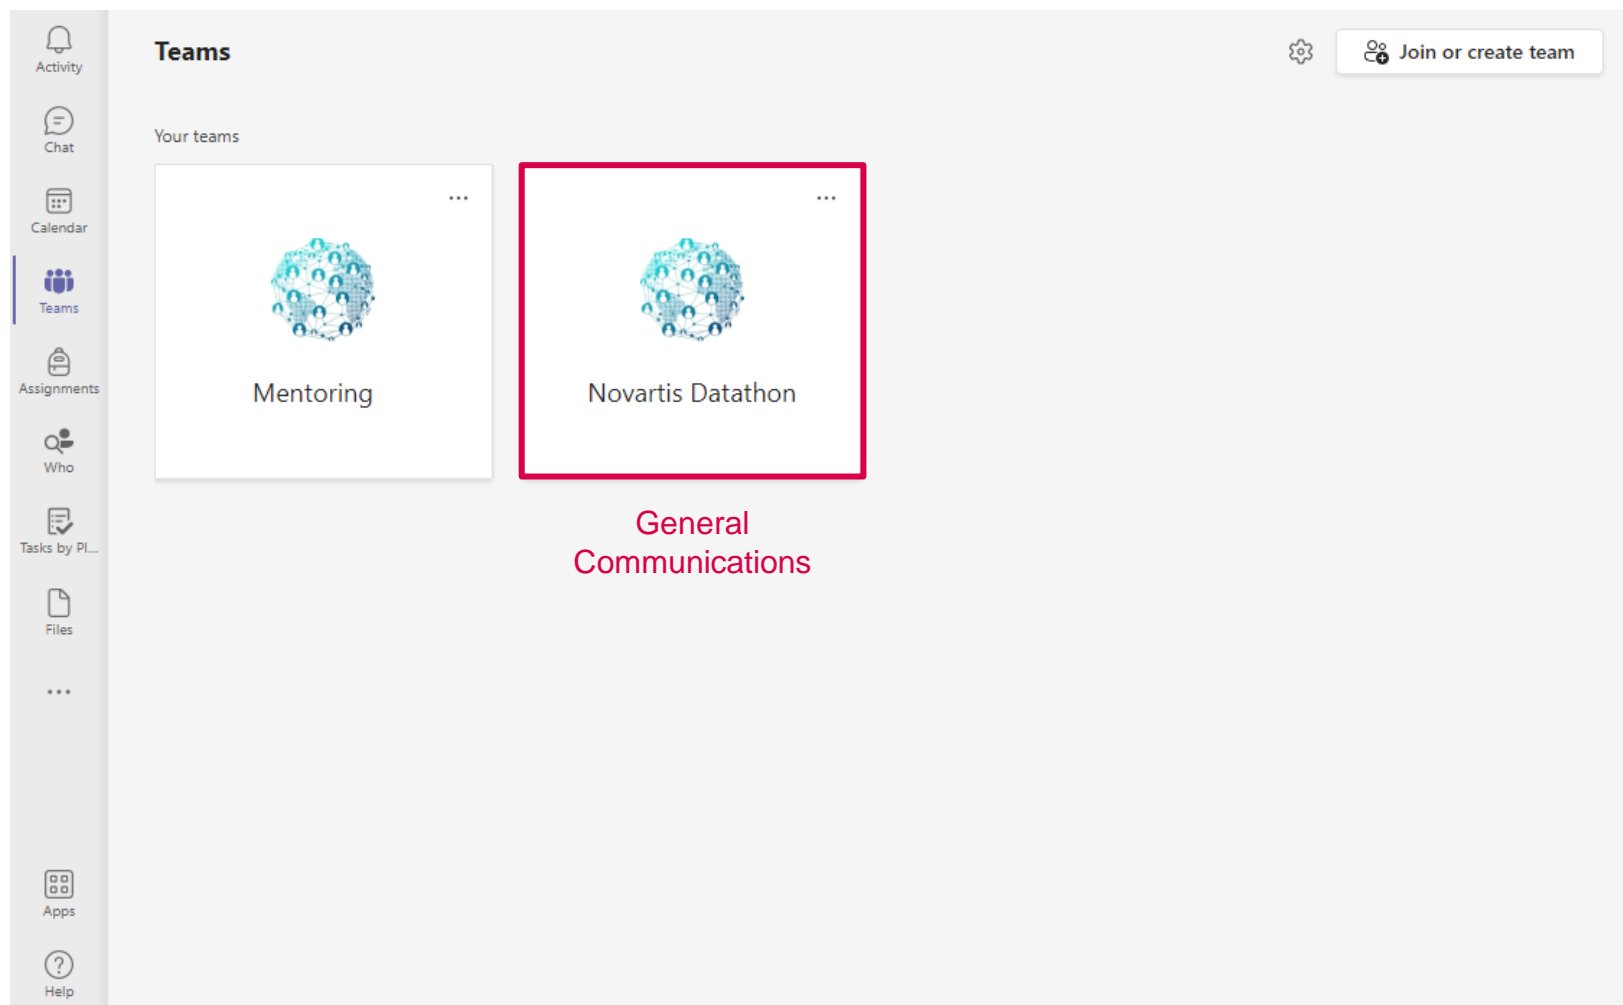 Activity
Chat
Calendar
Teams
Assignments
Who
Tasks by Pl...
Files
Apps
Help
Teams
Join or create team
Your teams
Mentoring
Novartis Datathon
General
Communications